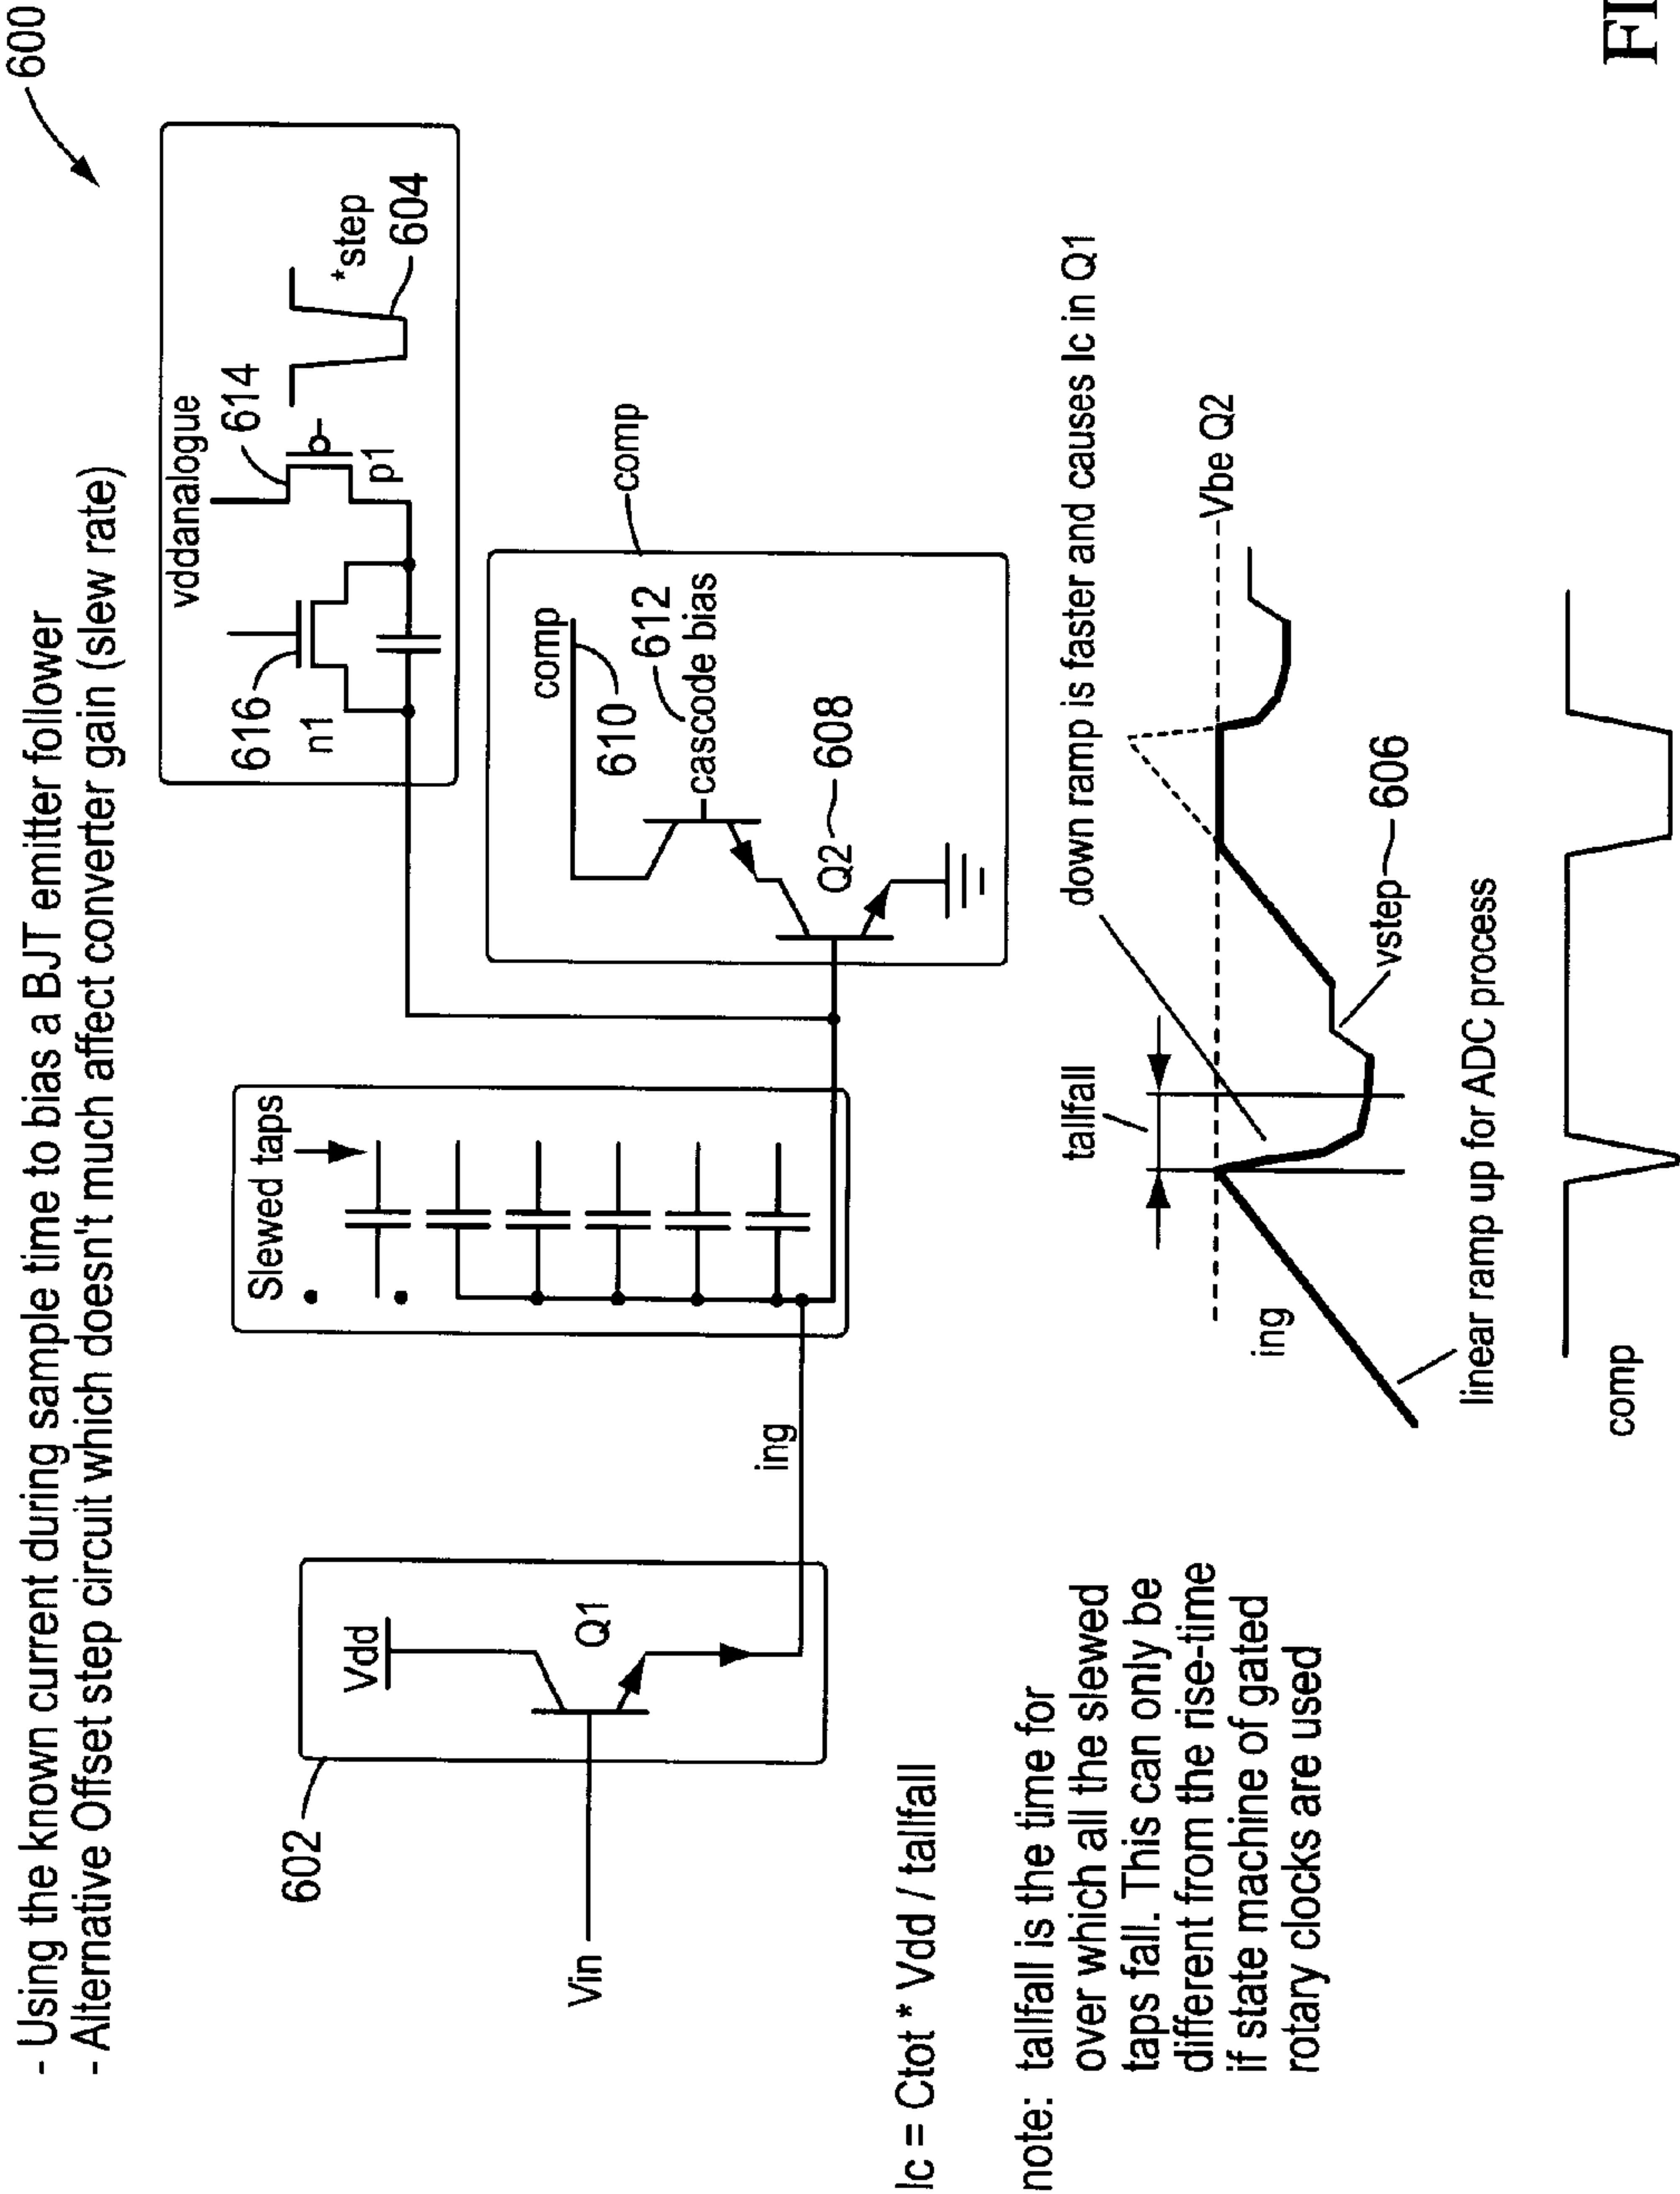 - Using the known current during sample time to bias a BJT emitter follower
- Alternative Offset step circuit which doesn't much affect converter gain (slew rate)
600
602
Vdd
Q1
Vin
ing
Slewed taps
616
n1
vddanalogue
614
p1
*step
604
comp
610
612
cascode bias
Q2
608
comp
Ic = Ctot * Vdd / tallfall
note: tallfall is the time for
over which all the slewed
taps fall. This can only be
different from the rise-time
if state machine of gated
rotary clocks are used
tallfall
down ramp is faster and causes Ic in Q1
ing
Vbe Q2
vstep
606
linear ramp up for ADC process
comp